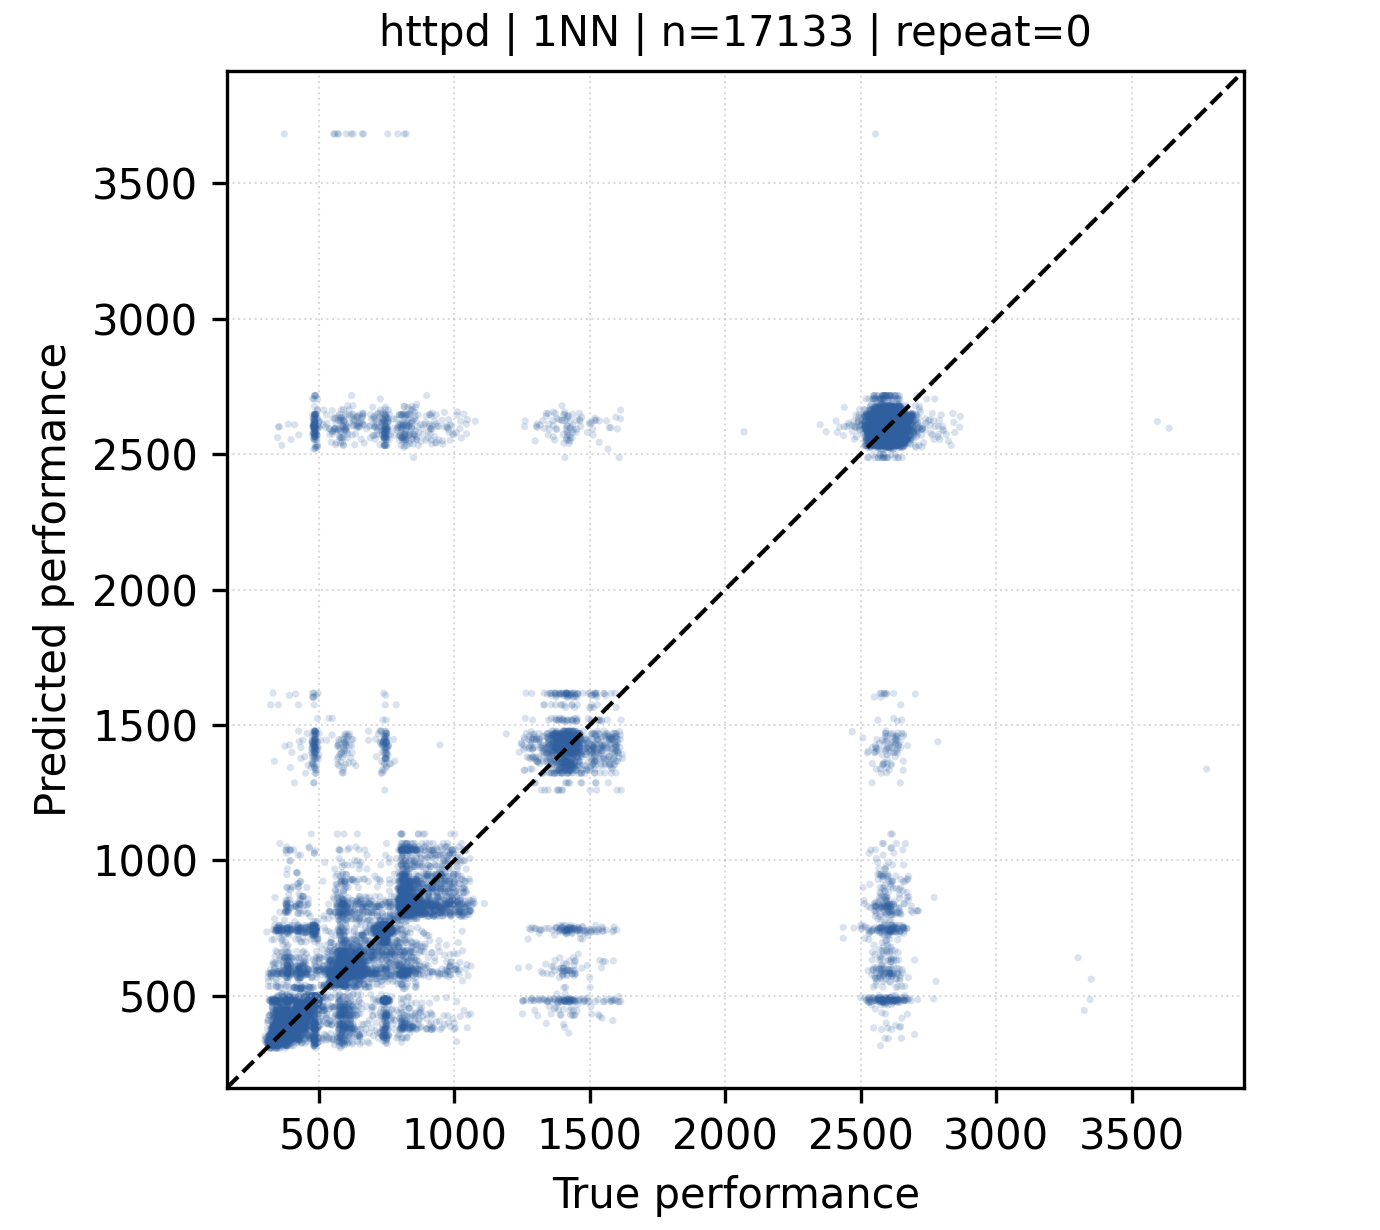 httpd | 1NN | n=17133 | repeat=0
Predicted performance
3500
3000
2500
2000
1500
1000
500
500 1000 1500 2000 2500 3000 3500
True performance